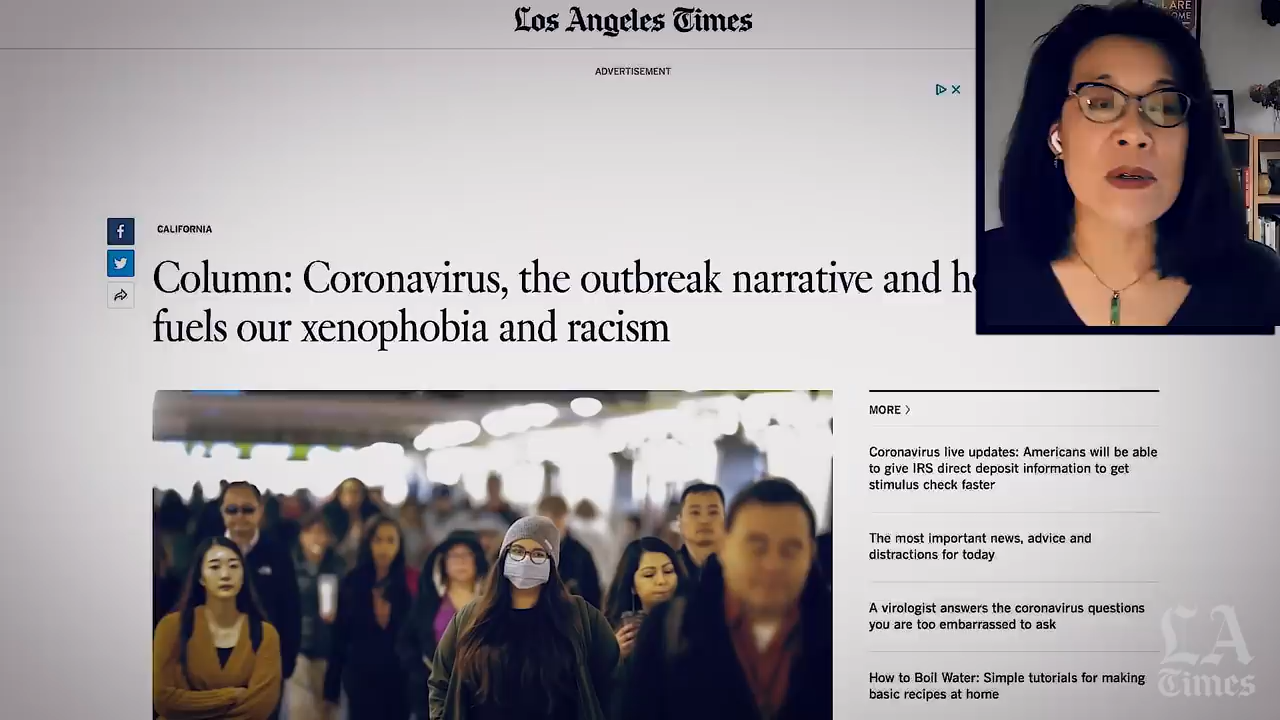 Los Angeles Times
ADVERTISEMENT
ARE
OME
CALIFORNIA
Column: Coronavirus, the outbreak narrative and
fuels our xenophobia and racism
MORE
Coronavirus live updates: Americans will be able
to give IRS direct deposit information to get
stimulus check faster
The most important news, advice and
distractions for today
A virologist answers the coronavirus questions
you are too embarrassed to ask
How to Boil Water: Simple tutorials for making
basic recipes at home
LA
Times